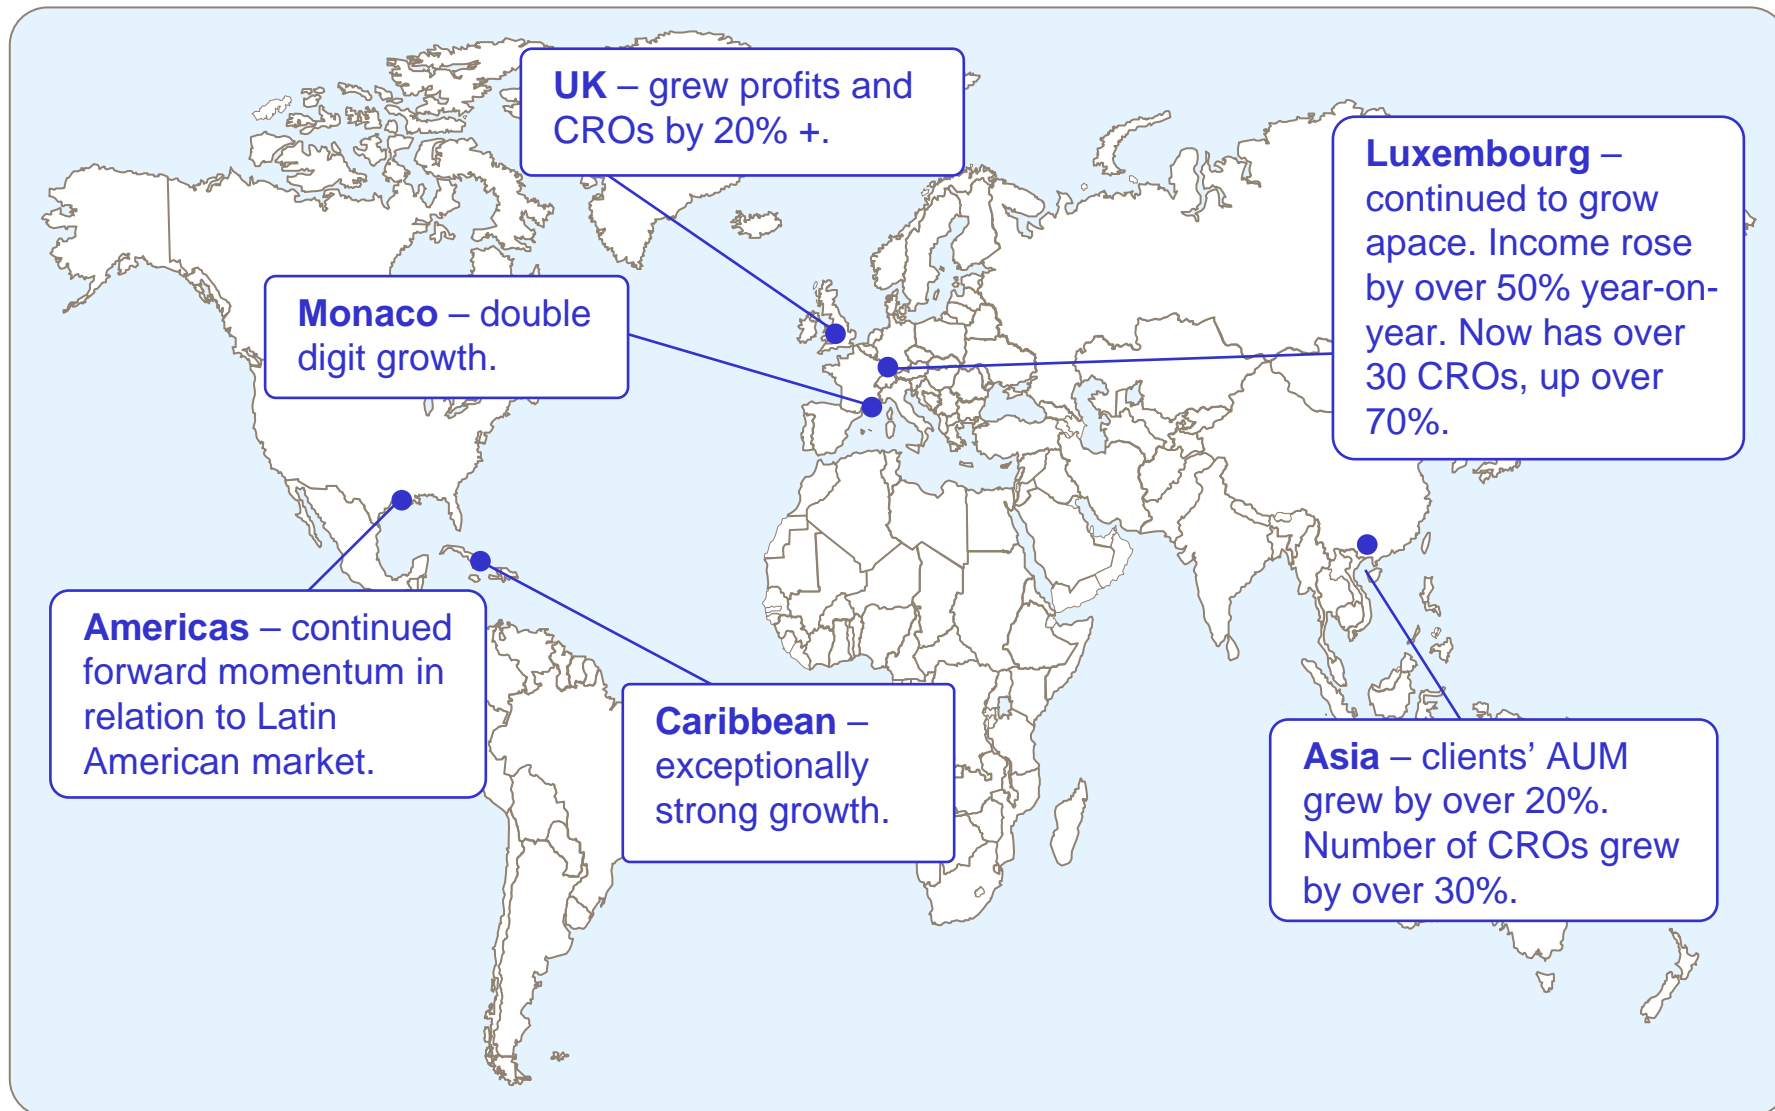 UK – grew profits and
CROs by 20% +.
Luxembourg –
continued to grow
apace. Income rose
by over 50% year-on-
year. Now has over
30 CROs, up over
70%.
Monaco – double
digit growth.
Americas – continued
forward momentum in
relation to Latin
American market.
Caribbean –
exceptionally
strong growth.
Asia – clients’ AUM
grew by over 20%.
Number of CROs grew
by over 30%.